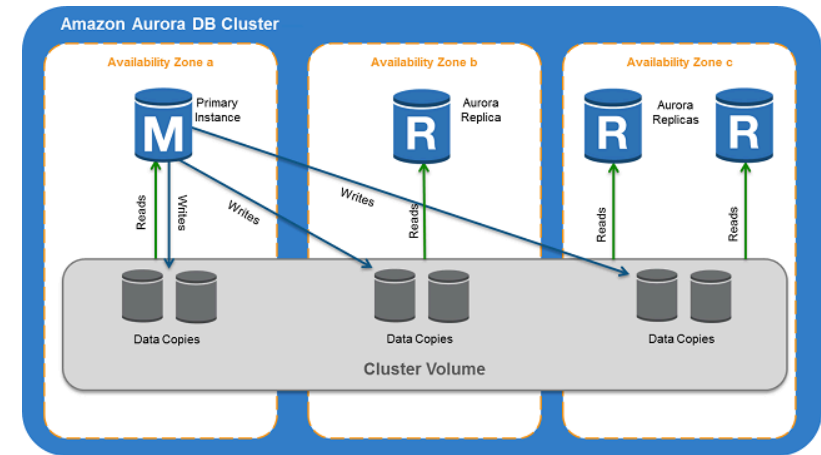 Amazon Aurora DB Cluster
Availability Zone a
Availability Zone b
Availability Zone c
M
Primary
Instance
R
Aurora
Replica
R
Aurora
Replicas
R
Reads
Writes
Writes
Writes
Reads
Reads
Reads
Data Copies
Data Copies
Data Copies
Cluster Volume